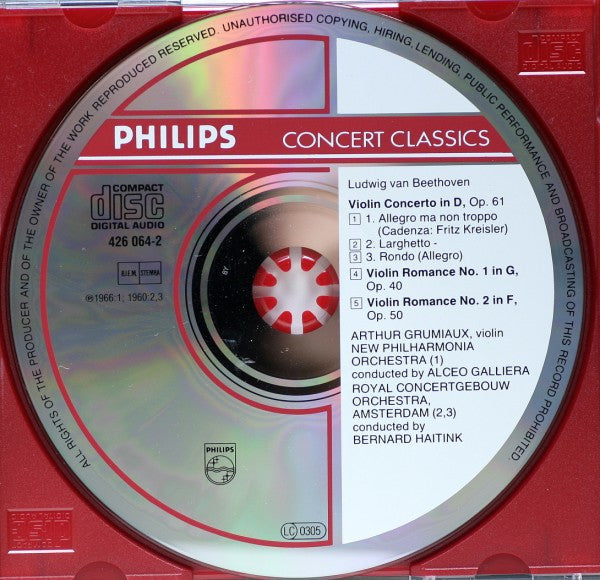 ALL RIGHTS OF THE PRODUCER AND OF THE OWNER OF THE WORK REPRODUCED RESERVED. UNAUTHORISED COPYING, HIRING, LENDING, PUBLIC PERFORMANCE AND BROADCASTING OF THIS RECORD PROHIBITED.
PHILIPS CONCERT CLASSICS
COMPACT
disc
DIGITAL AUDIO
426 064-2
B.I.E.M. STEMRA
℗1966:1, 1960:2,3
BY
Ludwig van Beethoven
Violin Concerto in D, Op. 61
1 1. Allegro ma non troppo
(Cadenza: Fritz Kreisler)
2 2. Larghetto -
3 3. Rondo (Allegro)
4 Violin Romance No. 1 in G,
Op. 40
5 Violin Romance No. 2 in F,
Op. 50
ARTHUR GRUMIAUX, violin
NEW PHILHARMONIA
ORCHESTRA (1)
conducted by ALCEO GALLIERA
ROYAL CONCERTGEBOUW
ORCHESTRA,
AMSTERDAM (2,3)
conducted by
BERNARD HAITINK
PHILIPS
LC 0305